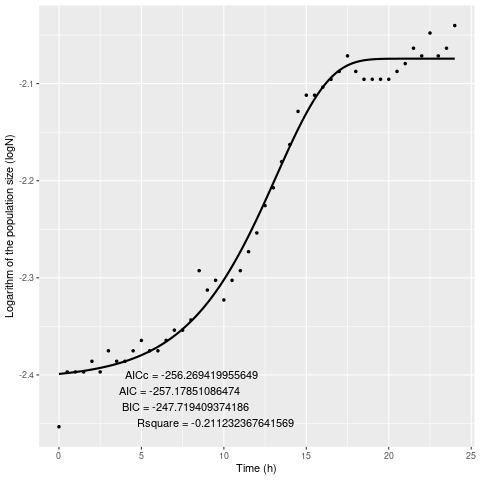 Logarithm of the population size (logN)
-2.1
-2.2
-2.3
-2.4
AICc = -256.269419955649
AIC = -257.17851086474
BIC = -247.719409374186
Rsquare = -0.211232367641569
0 5 10 15 20 25
Time (h)